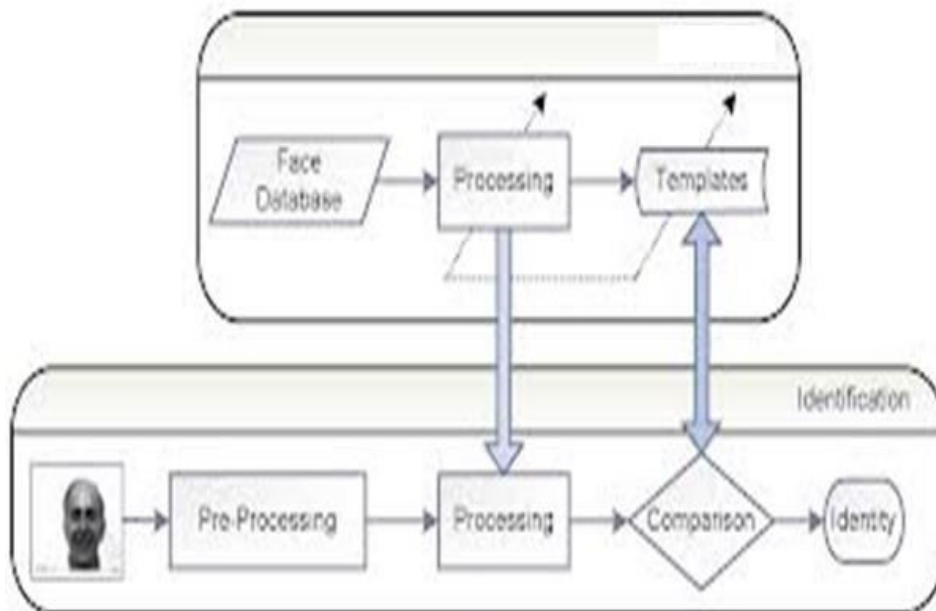 Face
Database
Processing
Templates
Identification
Pre-Processing
Processing
Comparison
Identity